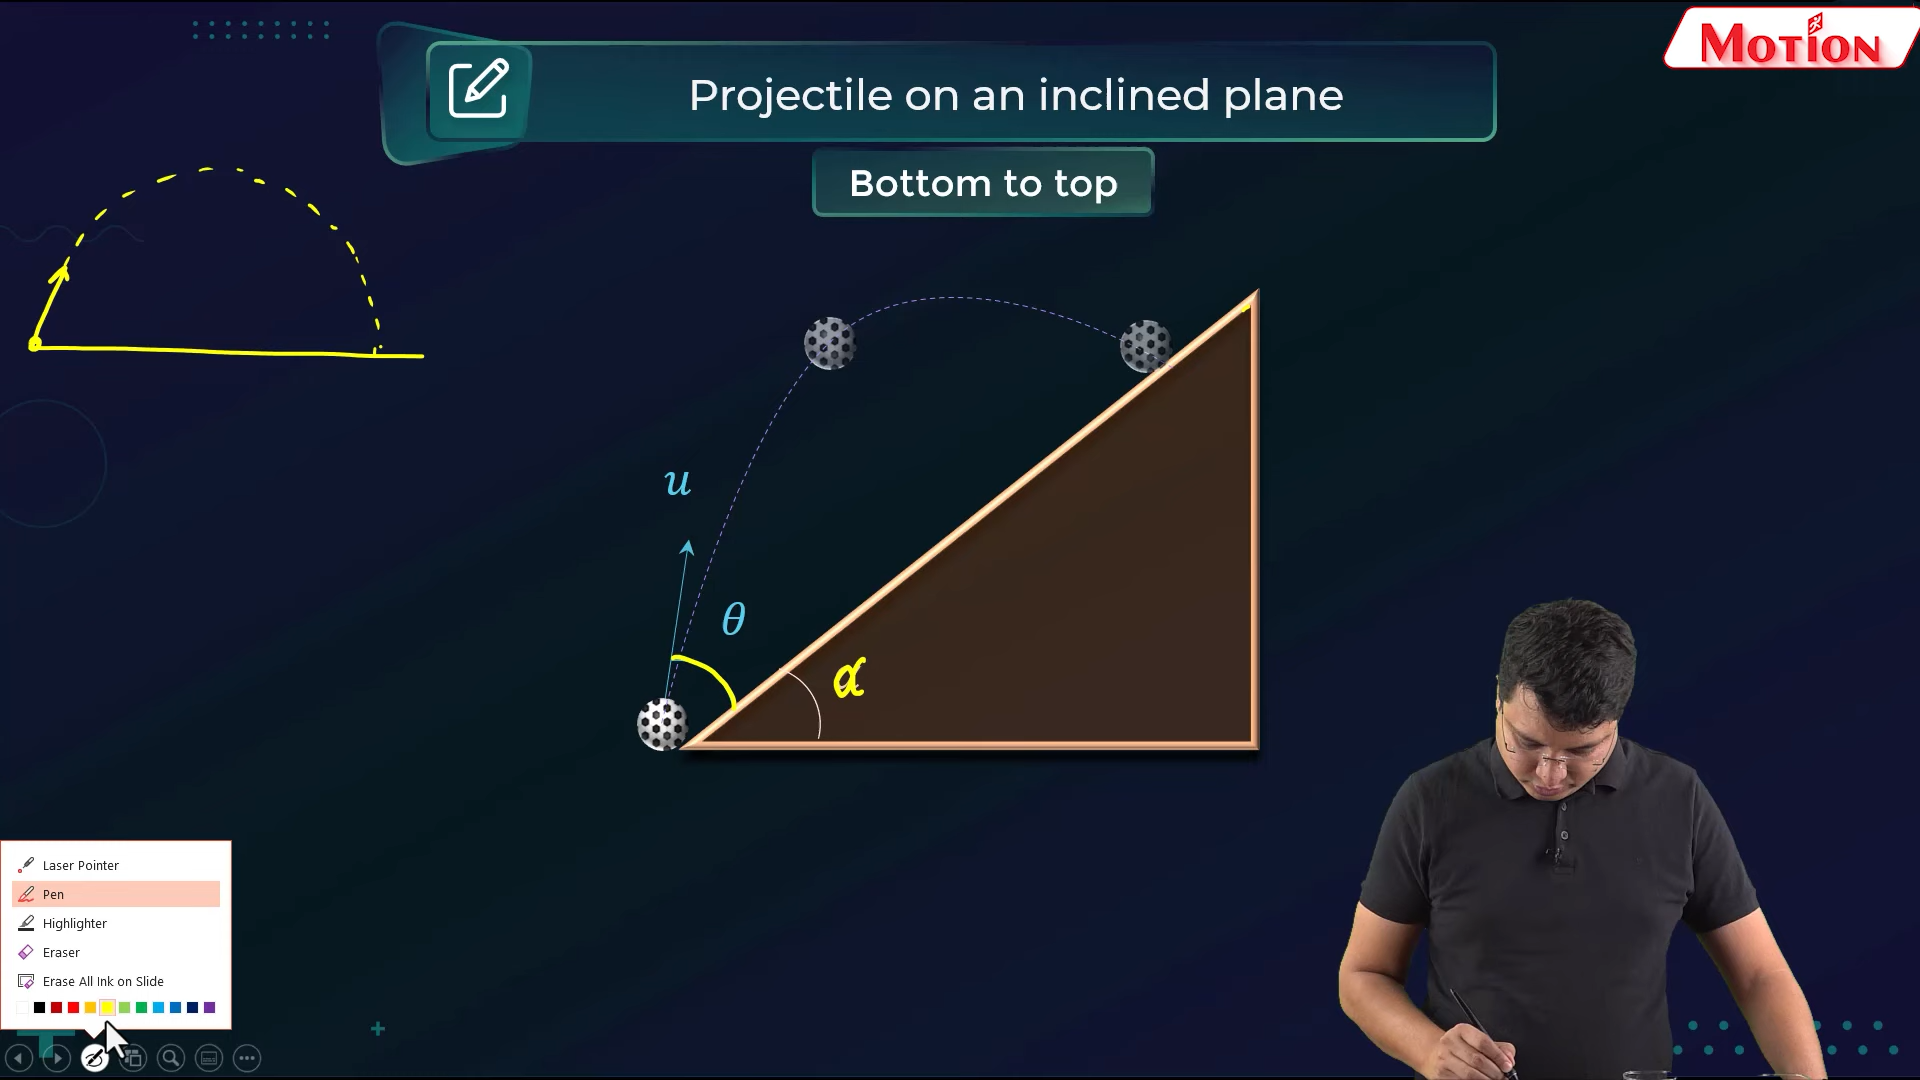 MOTION
Projectile on an inclined plane
Bottom to top
u
θ
α
Laser Pointer
Pen
Highlighter
Eraser
Erase All Ink on Slide